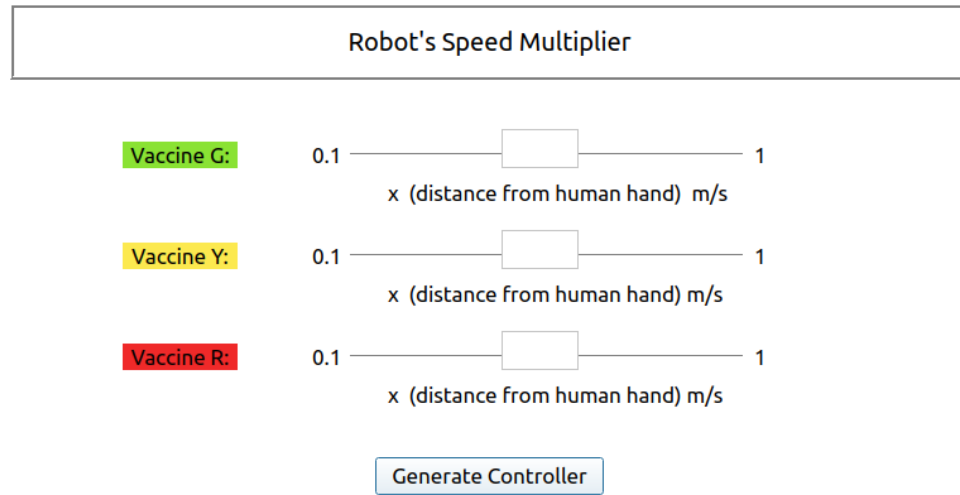 Robot's Speed Multiplier
Vaccine G: 0.1 1
x (distance from human hand) m/s
Vaccine Y: 0.1 1
x (distance from human hand) m/s
Vaccine R: 0.1 1
x (distance from human hand) m/s
Generate Controller